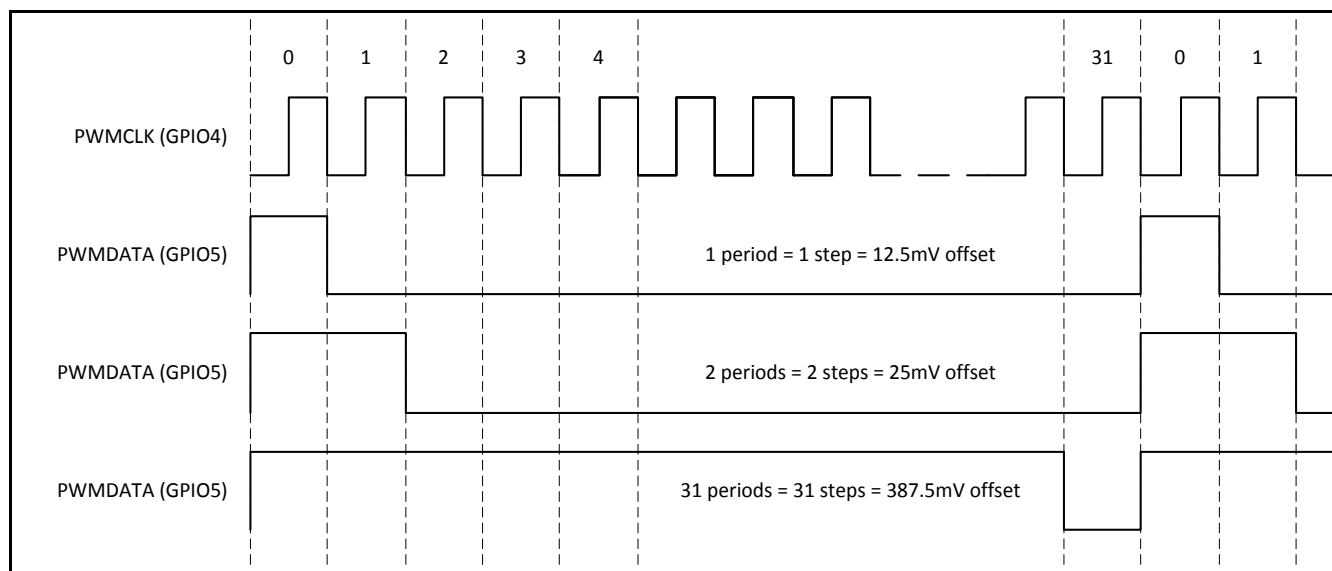 0 1 2 3 4 31 0 1
PWMCLK (GPIO4)
PWMDATA (GPIO5) 1 period = 1 step = 12.5mV offset
PWMDATA (GPIO5) 2 periods = 2 steps = 25mV offset
PWMDATA (GPIO5) 31 periods = 31 steps = 387.5mV offset